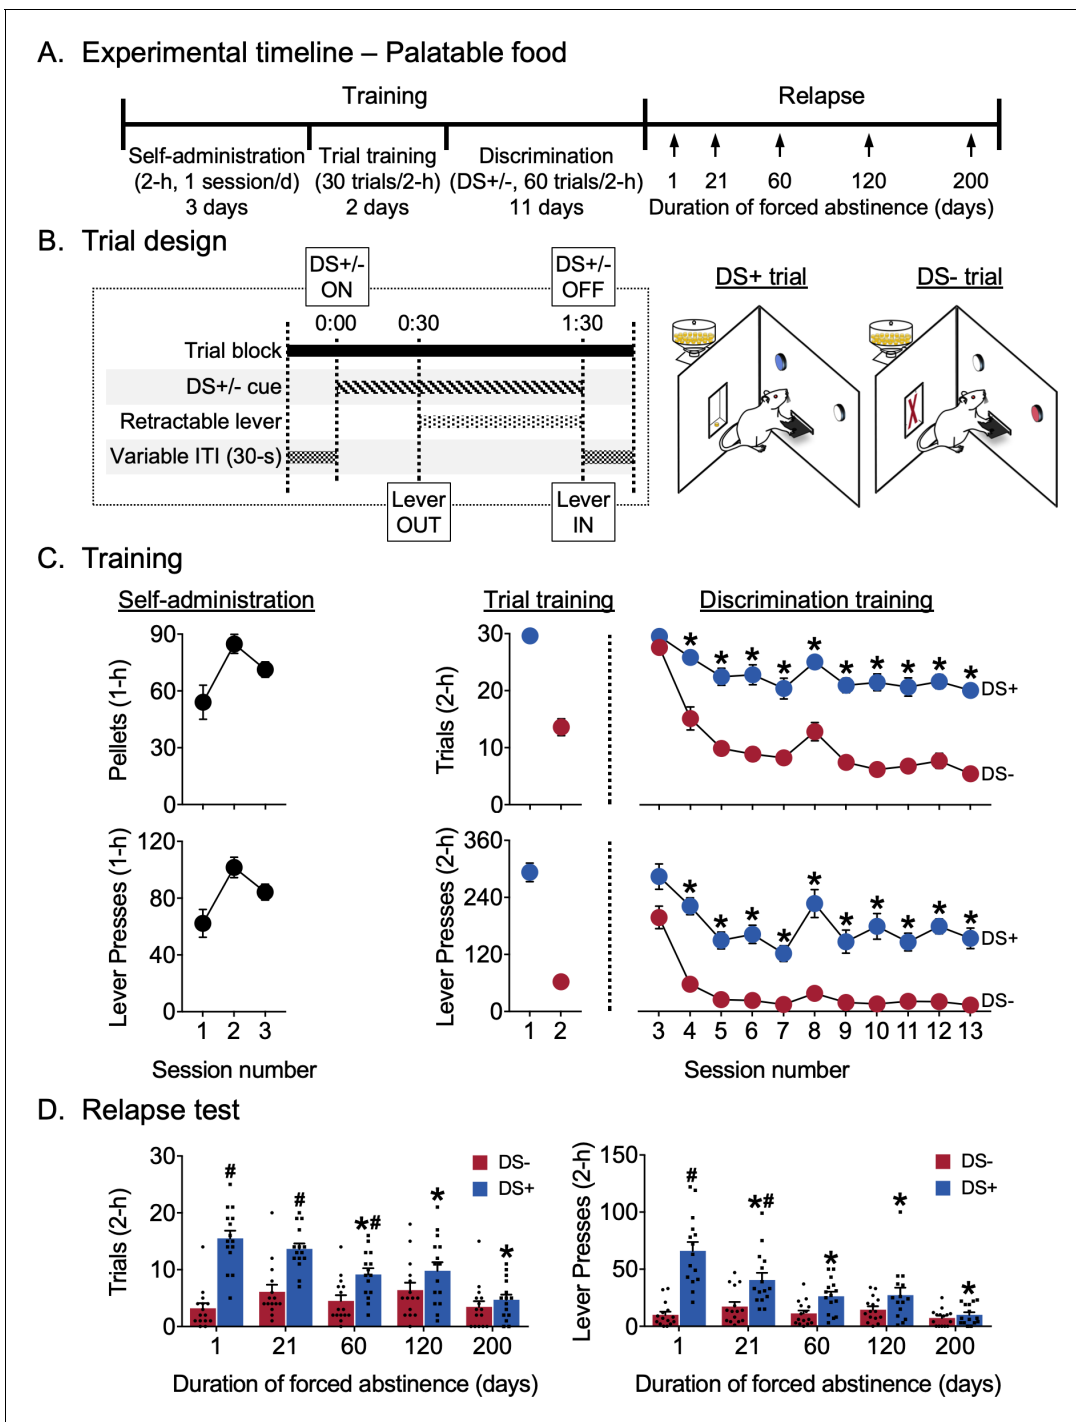 A. Experimental timeline – Palatable food
Training
Relapse
Self-administration
(2-h, 1 session/d)
3 days
Trial training
(30 trials/2-h)
2 days
Discrimination
(DS+/-, 60 trials/2-h)
11 days
1 21 60 120 200
Duration of forced abstinence (days)
B. Trial design
DS+/-
ON
DS+/-
OFF
0:00 0:30 1:30
Trial block
DS+/- cue
Retractable lever
Variable ITI (30-s)
Lever
OUT
Lever
IN
DS+ trial
DS- trial
C. Training
Self-administration
Trial training
Discrimination training
Pellets (1-h)
90
60
30
0
Trials (2-h)
30
20
10
0
* * * * * * * * * *
DS+
DS-
Lever Presses (1-h)
120
80
40
0
1 2 3
Session number
Lever Presses (2-h)
360
240
120
0
1 2
* * * * * * * * * *
DS+
DS-
3 4 5 6 7 8 9 10 11 12 13
Session number
D. Relapse test
Trials (2-h)
30
20
10
0
# # *# * *
DS-
DS+
1 21 60 120 200
Duration of forced abstinence (days)
Lever Presses (2-h)
150
100
50
0
# *# * * *
DS-
DS+
1 21 60 120 200
Duration of forced abstinence (days)